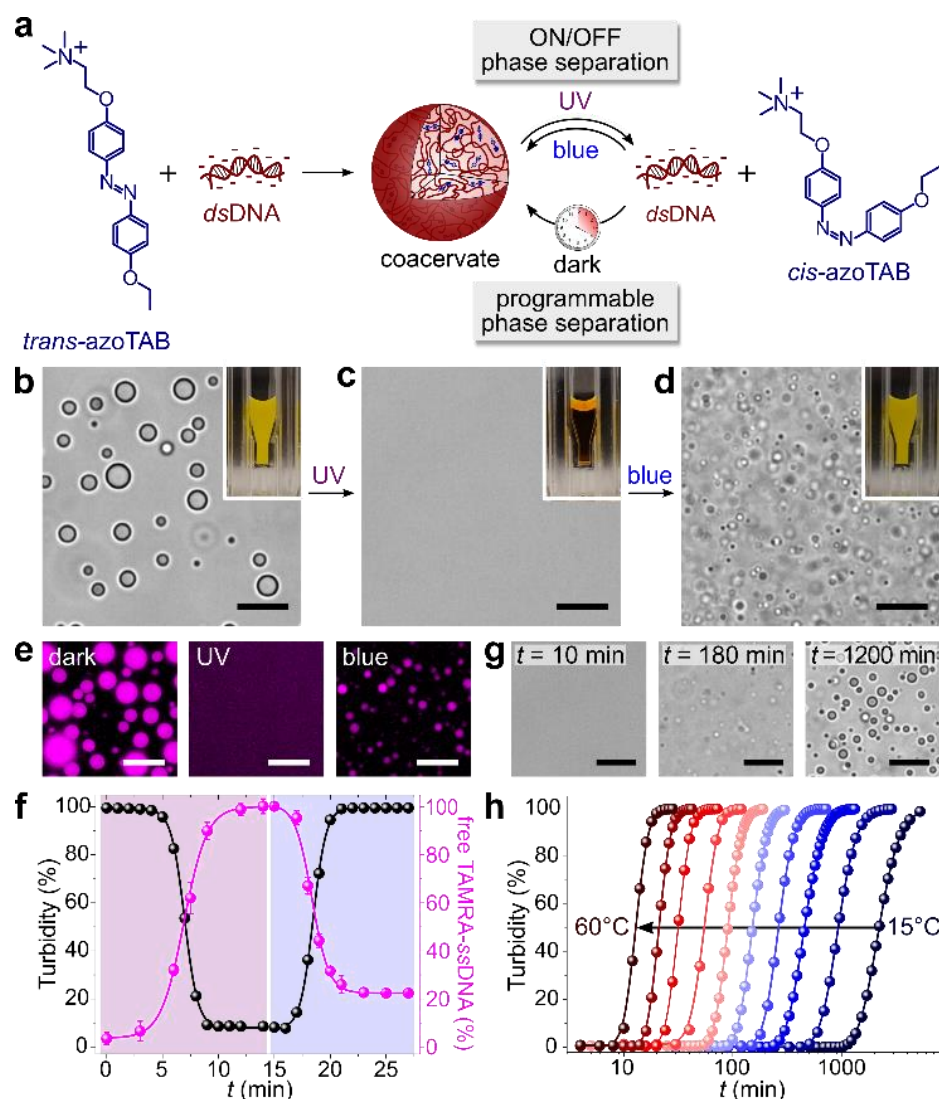 a
ON/OFF
phase separation
UV
blue
N
+
O
N
N
O
trans-azoTAB
+
dsDNA
coacervate
dark
programmable
phase separation
dsDNA
+
N
+
O
O
N
N
cis-azoTAB
b
UV
c
blue
d
e
dark
UV
blue
g
t = 10 min
t = 180 min
t = 1200 min
f
100
80
60
40
20
0
Turbidity (%)
100
80
60
40
20
0
free TAMRA-ssDNA (%)
0
5
10
15
20
25
t (min)
h
100
80
60
40
20
0
Turbidity (%)
60°C
15°C
10
100
1000
t (min)